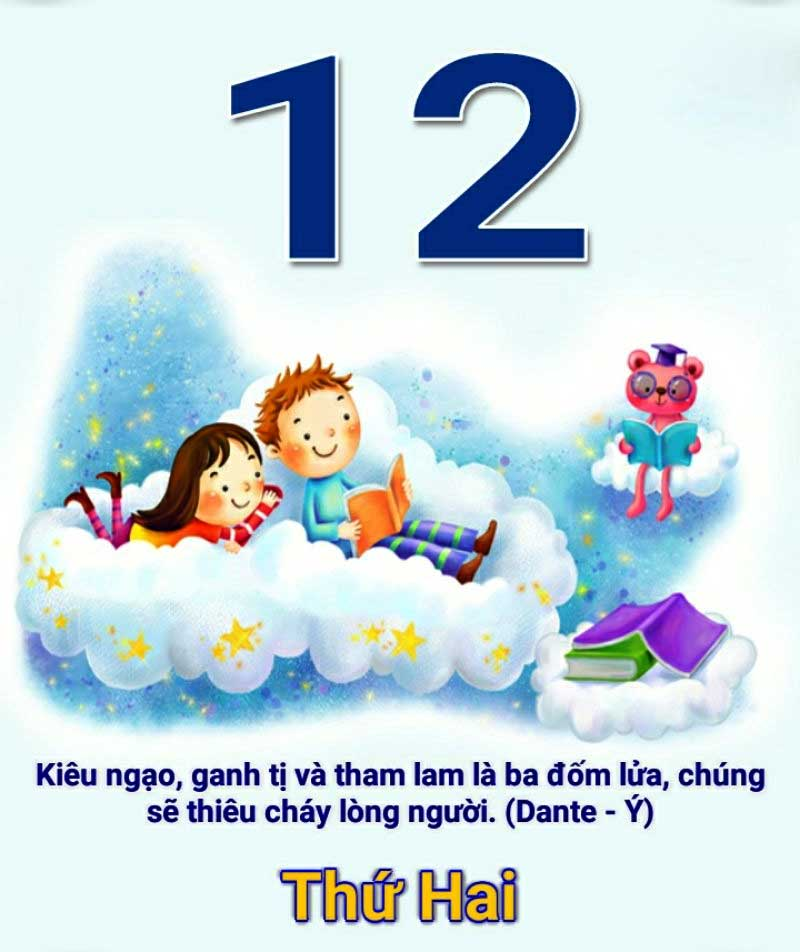 12
Kiêu ngạo, ganh tị và tham lam là ba đốm lửa, chúng
sẽ thiêu cháy lòng người. (Dante - Ý)
Thứ Hai